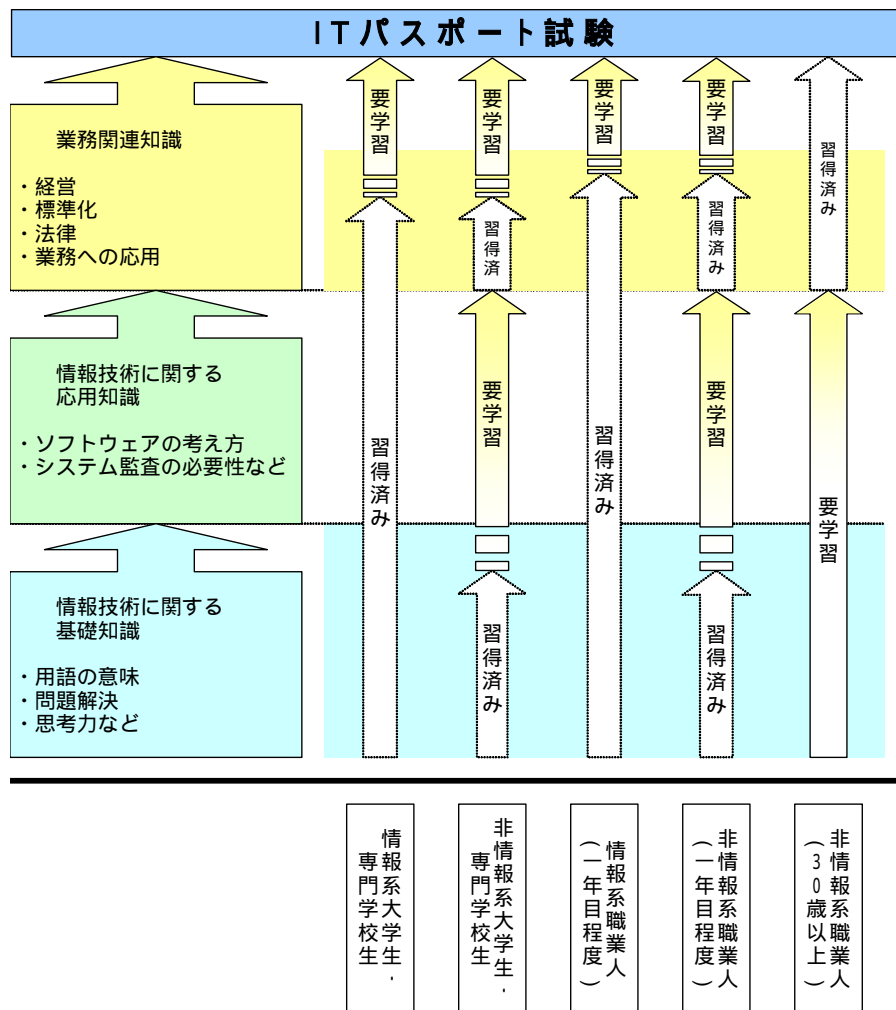 ITパスポート試験
業務関連知識
・経営
・標準化
・法律
・業務への応用
情報技術に関する
応用知識
・ソフトウェアの考え方
・システム監査の必要性など
情報技術に関する
基礎知識
・用語の意味
・問題解決
・思考力など
要学習
習得済み
要学習
習得済
要学習
習得済み
要学習
習得済み
要学習
習得済み
要学習
習得済み
習得済み
要学習
情報系大学生・
専門学校生
非情報系大学生・
専門学校生
情報系職業人
(一年目程度)
非情報系職業人
(一年目程度)
非情報系職業人
(30歳以上)